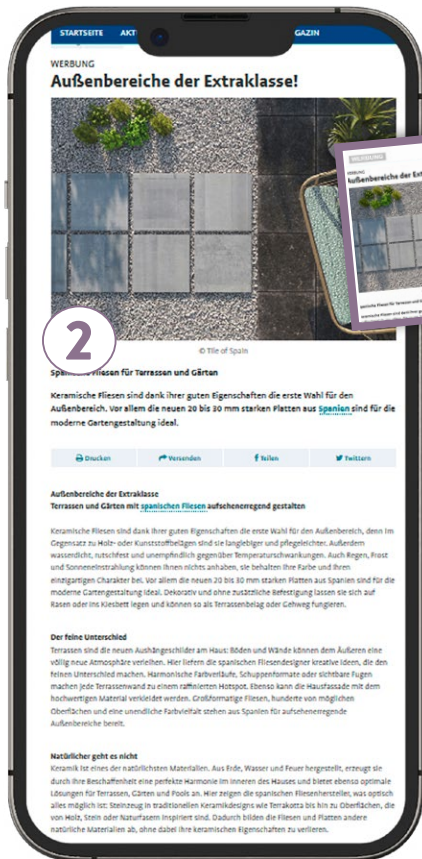 STARTSEITE AKT GAZIN
WERBUNG
Außenbereiche der Extraklasse!
WERBUNG
WERBUNG
Außenbereiche der Ext
2
© Tile of Spain
Spanische Fliesen für Terrassen und Gärten
Keramische Fliesen sind dank ihrer guten Eigenschaften die erste Wahl für den
Außenbereich. Vor allem die neuen 20 bis 30 mm starken Platten aus Spanien sind für die
moderne Gartengestaltung ideal.
Drucken Versenden Teilen Twittern
Außenbereiche der Extraklasse
Terrassen und Gärten mit spanischen Fliesen aufsehenerregend gestalten
Keramische Fliesen sind dank ihrer guten Eigenschaften die erste Wahl für den Außenbereich, denn im
Gegensatz zu Holz- oder Kunststoffbelägen sind sie langlebiger und pflegeleichter. Außerdem
wasserdicht, rutschfest und unempfindlich gegenüber Temperaturschwankungen. Auch Regen, Frost
und Sonneneinstrahlung können ihnen nichts anhaben, sie behalten ihre Farbe und ihren
einzigartigen Charakter bei. Vor allem die neuen 20 bis 30 mm starken Platten aus Spanien sind für die
moderne Gartengestaltung ideal. Dekorativ und ohne zusätzliche Befestigung lassen sie sich auf
Rasen oder ins Kiesbett legen und können so als Terrassenbelag oder Gehweg fungieren.
Der feine Unterschied
Terrassen sind die neuen Aushängeschilder am Haus: Böden und Wände können dem Äußeren eine
völlig neue Atmosphäre verleihen. Hier liefern die spanischen Fliesendesigner kreative Ideen, die den
feinen Unterschied machen. Harmonische Farbverläufe, Schuppenformate oder sichtbare Fugen
machen jede Terrassenwand zu einem raffinierten Hotspot. Ebenso kann die Hausfassade mit dem
hochwertigen Material verkleidet werden. Großformatige Fliesen, hunderte von möglichen
Oberflächen und eine unendliche Farbvielfalt stehen aus Spanien für aufsehenerregende
Außenbereiche bereit.
Natürlicher geht es nicht
Keramik ist eines der natürlichsten Materialien. Aus Erde, Wasser und Feuer hergestellt, erzeugt sie
durch ihre Beschaffenheit eine perfekte Harmonie im Inneren des Hauses und bietet ebenso optimale
Lösungen für Terrassen, Gärten und Pools an. Hier zeigen die spanischen Fliesenhersteller, was optisch
alles möglich ist: Steinzeug in traditionellen Keramikdesigns wie Terrakotta bis hin zu Oberflächen, die
von Holz, Stein oder Naturfasern inspiriert sind. Dadurch bilden die Fliesen und Platten andere
natürliche Materialien ab, ohne dabei ihre keramischen Eigenschaften zu verlieren.